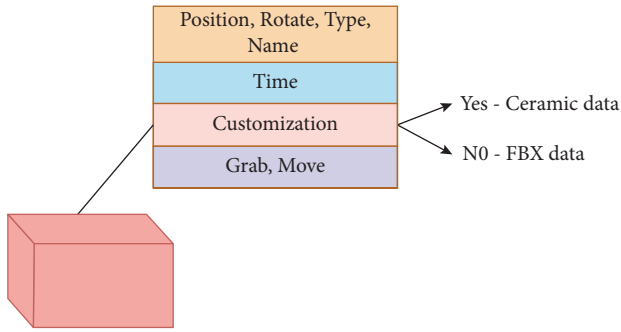 Position, Rotate, Type,
Name
Time
Customization
Yes - Ceramic data
N0 - FBX data
Grab, Move